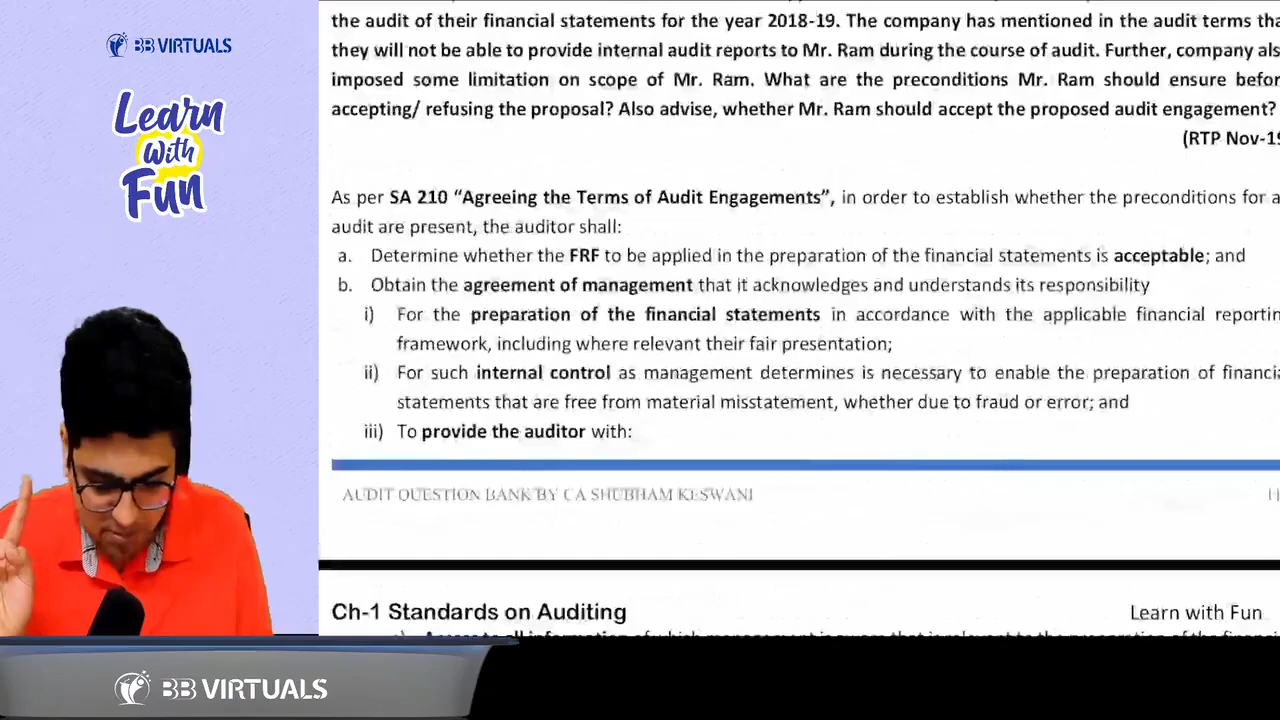 BB VIRTUALS
Learn
With
Fun
the audit of their financial statements for the year 2018-19. The company has mentioned in the audit terms tha
they will not be able to provide internal audit reports to Mr. Ram during the course of audit. Further, company als
imposed some limitation on scope of Mr. Ram. What are the preconditions Mr. Ram should ensure befor
accepting/ refusing the proposal? Also advise, whether Mr. Ram should accept the proposed audit engagement?
(RTP Nov-19
As per SA 210 “Agreeing the Terms of Audit Engagements”, in order to establish whether the preconditions for a
audit are present, the auditor shall:
a. Determine whether the FRF to be applied in the preparation of the financial statements is acceptable; and
b. Obtain the agreement of management that it acknowledges and understands its responsibility
i) For the preparation of the financial statements in accordance with the applicable financial reportin
framework, including where relevant their fair presentation;
ii) For such internal control as management determines is necessary to enable the preparation of financia
statements that are free from material misstatement, whether due to fraud or error; and
iii) To provide the auditor with:
AUDIT QUESTION BANK BY CA SHUBHAM KESWANI
Ch-1 Standards on Auditing Learn with Fun
BB VIRTUALS